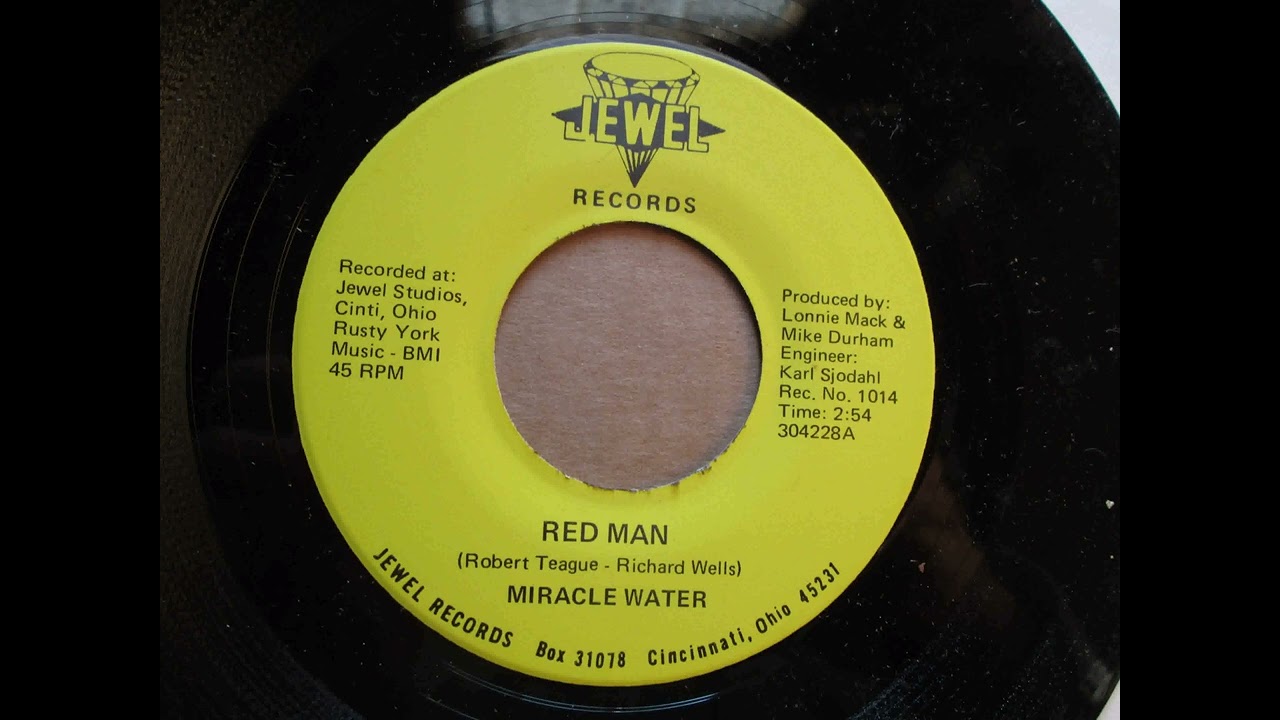 JEWEL
RECORDS
Recorded at:
Jewel Studios,
Cinti, Ohio
Rusty York
Music - BMI
45 RPM
Produced by:
Lonnie Mack &
Mike Durham
Engineer:
Karl Sjodahl
Rec. No. 1014
Time: 2:54
304228A
RED MAN
(Robert Teague - Richard Wells)
MIRACLE WATER
JEWEL RECORDS Box 31078 Cincinnati, Ohio 45231